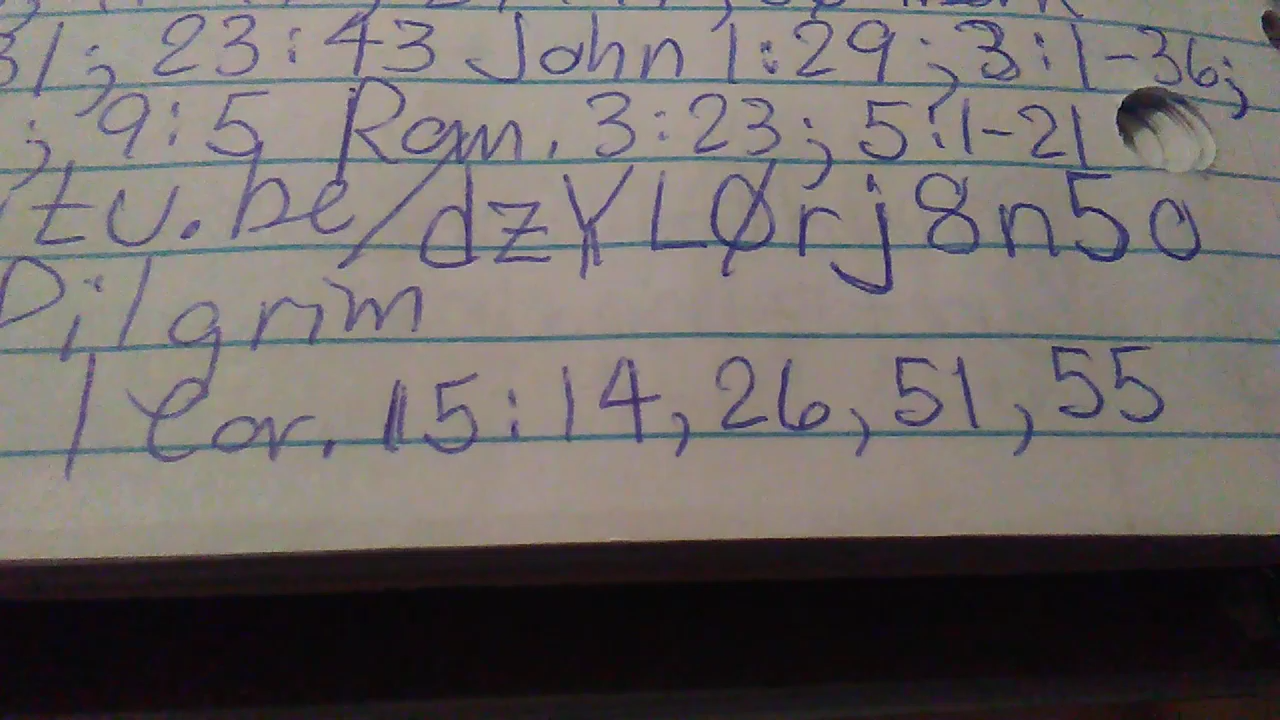 31; 23:43 John 1:29; 3:1-36;
; 9:5 Rom. 3:23; 5:1-21
tu.be/dzYLØrj8n5o
Pilgrim
1 Cor. 15:14, 26, 51, 55